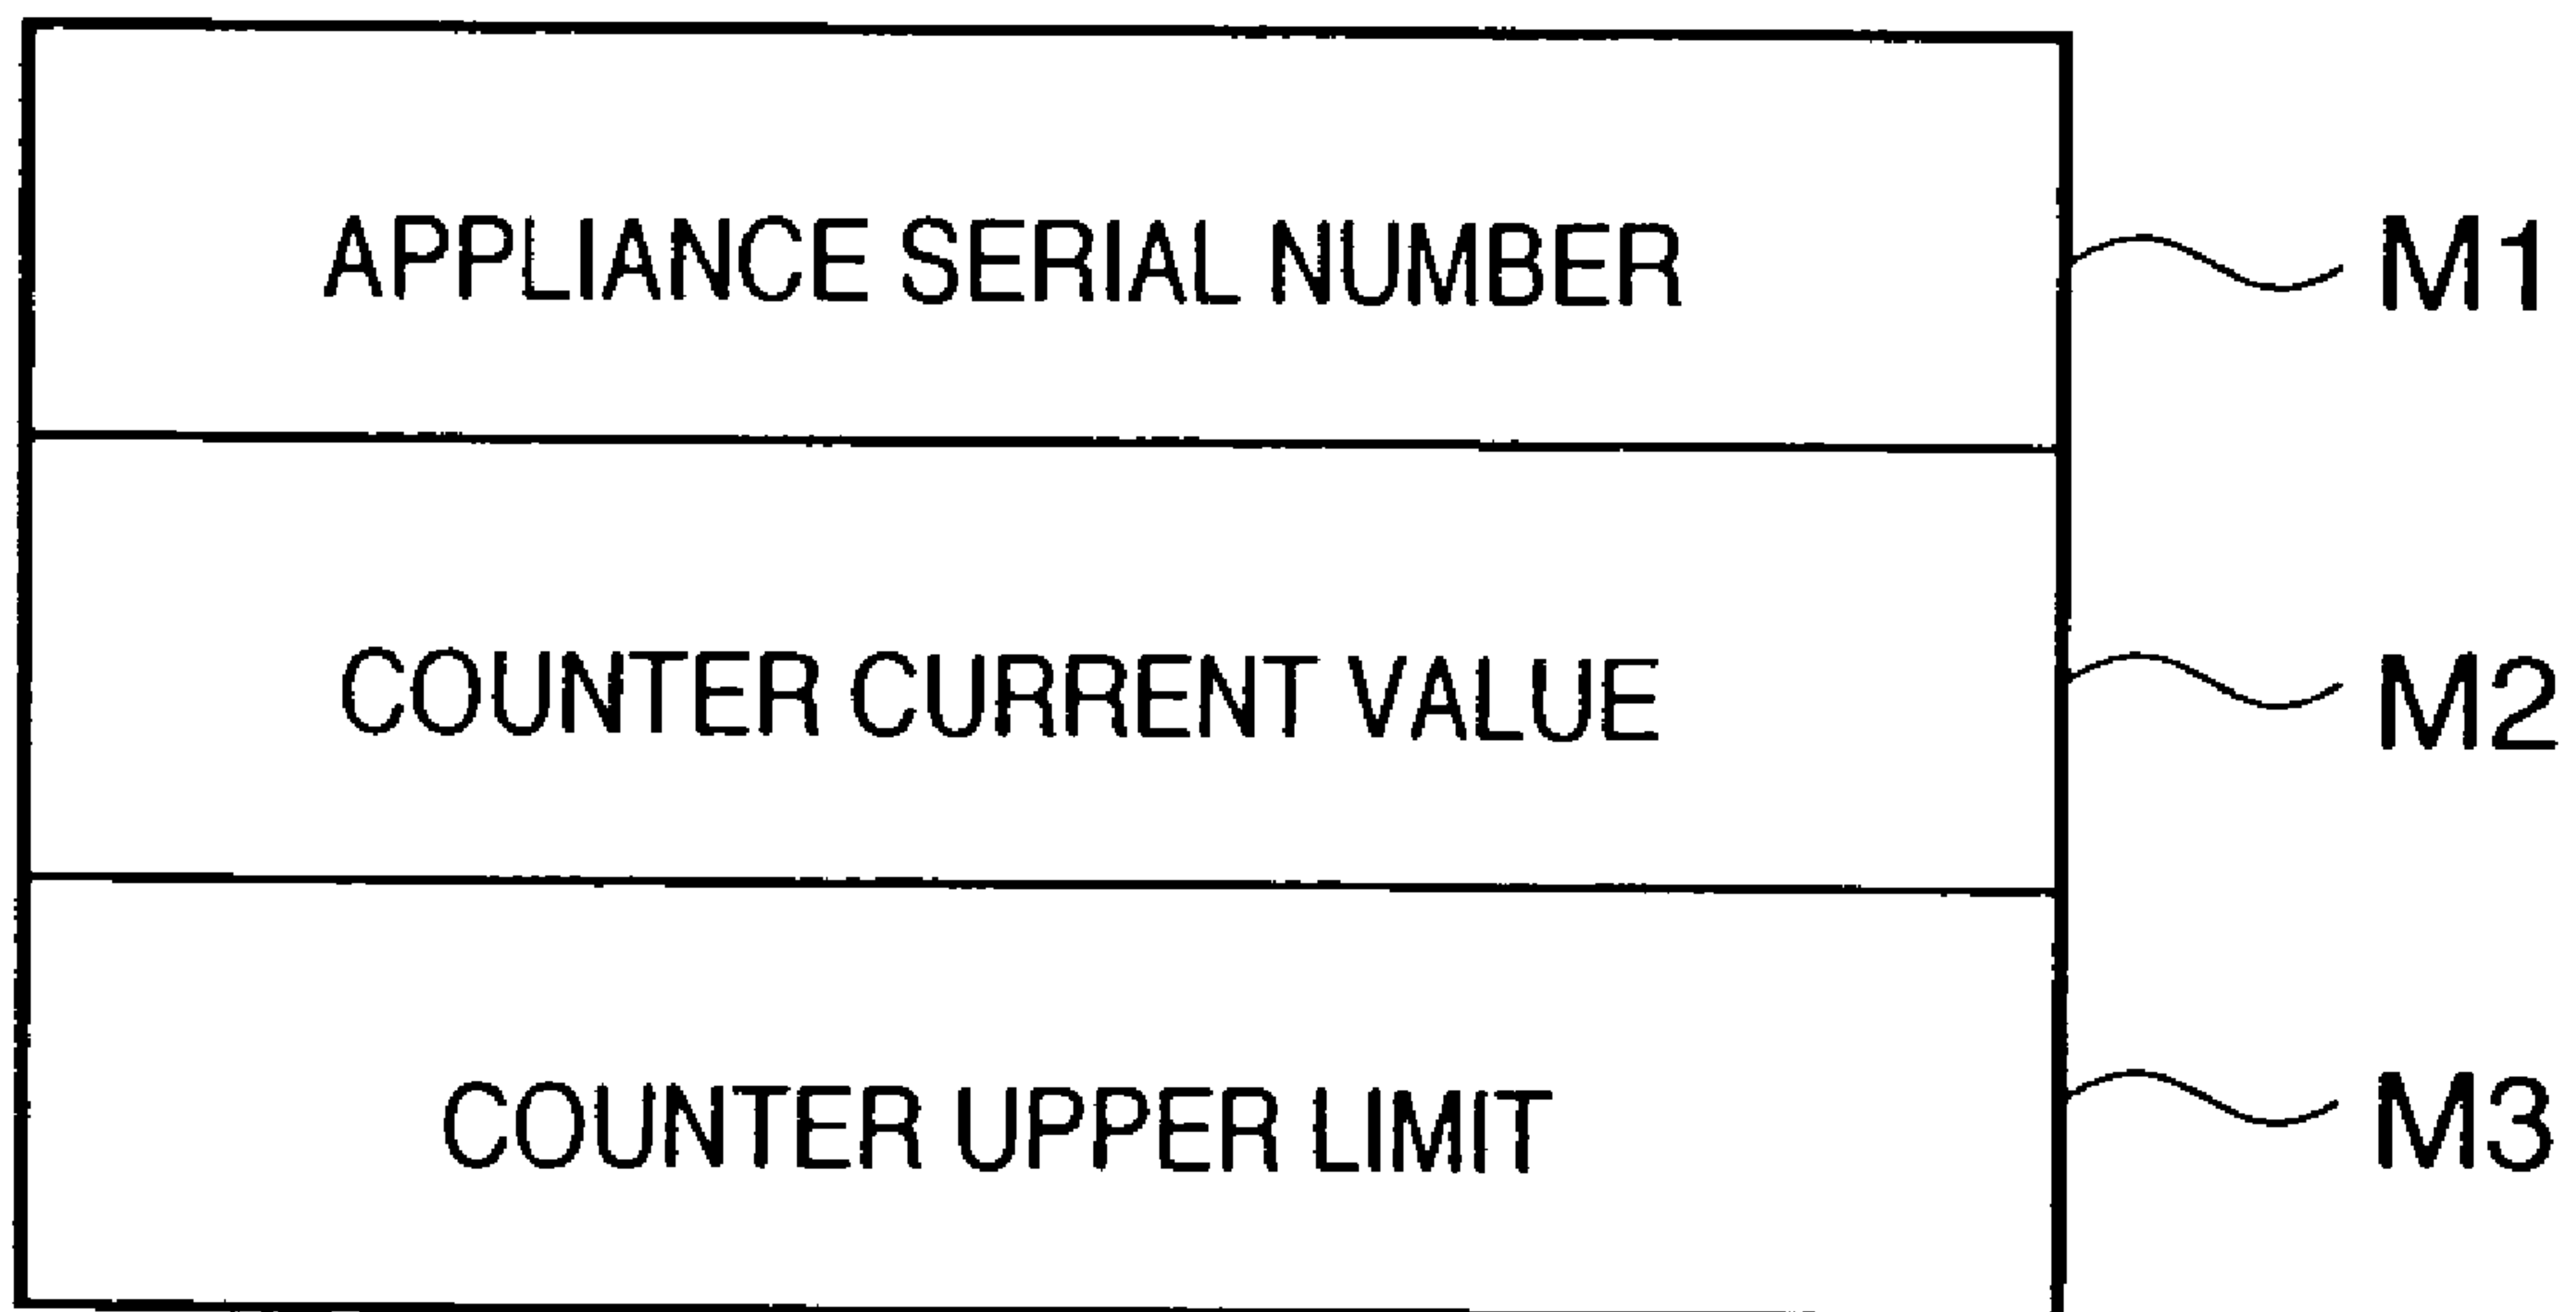 APPLIANCE SERIAL NUMBER M1
COUNTER CURRENT VALUE M2
COUNTER UPPER LIMIT M3